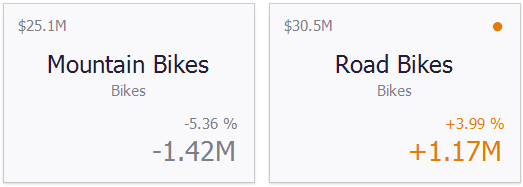 $25.1M
Mountain Bikes
Bikes
-5.36 %
-1.42M
$30.5M
Road Bikes
Bikes
+3.99 %
+1.17M